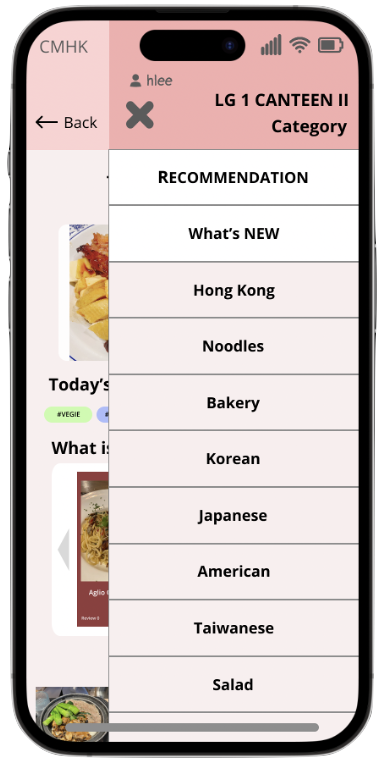 CMHK
hlee
LG 1 CANTEEN II
Category
← Back
RECOMMENDATION
What's NEW
Hong Kong
Noodles
Bakery
Korean
Japanese
American
Taiwanese
Salad
Today's
#VEGIE #
What is
Aglio
Review